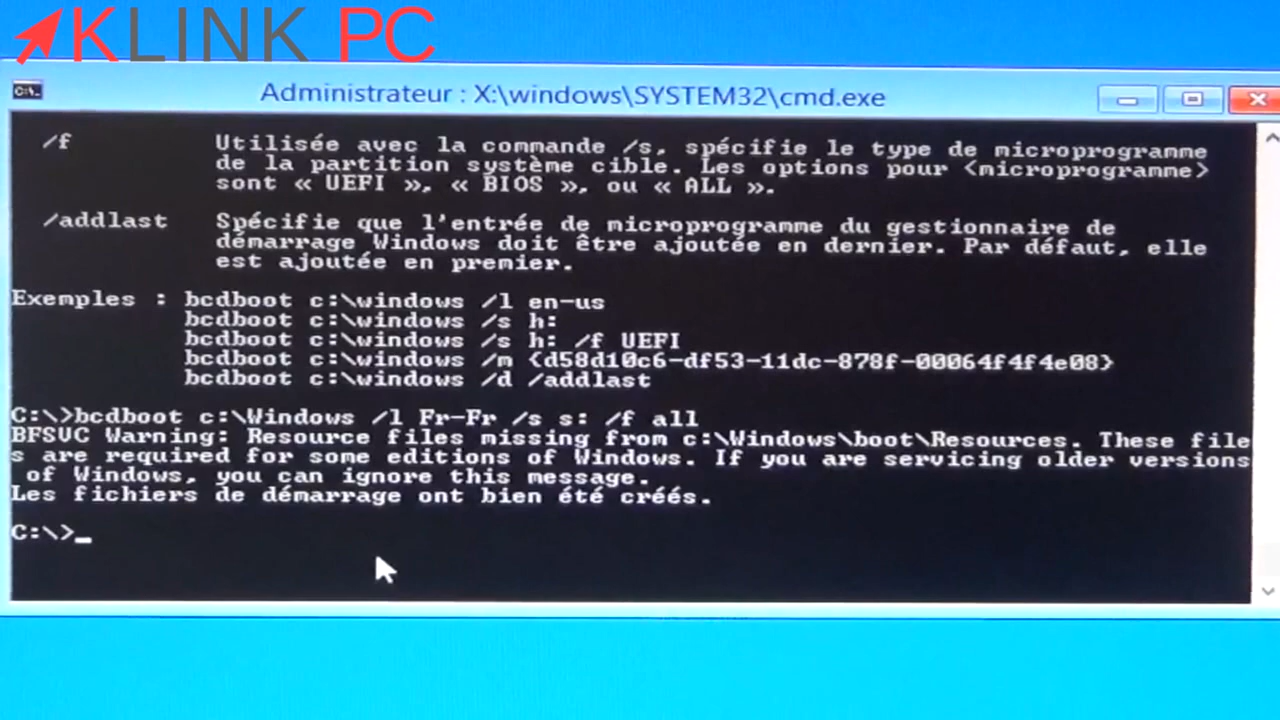 KLINK PC
Administrateur : X:\windows\SYSTEM32\cmd.exe
/f Utilisée avec la commande /s, spécifie le type de microprogramme
de la partition système cible. Les options pour <microprogramme>
sont « UEFI », « BIOS », ou « ALL ».
/addlast Spécifie que l'entrée de microprogramme du gestionnaire de
démarrage Windows doit être ajoutée en dernier. Par défaut, elle
est ajoutée en premier.
Exemples : bcdboot c:\windows /l en-us
bcdboot c:\windows /s h:
bcdboot c:\windows /s h: /f UEFI
bcdboot c:\windows /m {d58d10c6-df53-11dc-878f-00064f4f4e08}
bcdboot c:\windows /d /addlast
C:\>bcdboot c:\Windows /l Fr-Fr /s s: /f all
BFSVC Warning: Resource files missing from c:\Windows\boot\Resources. These file
s are required for some editions of Windows. If you are servicing older versions
of Windows, you can ignore this message.
Les fichiers de démarrage ont bien été créés.
C:\>_